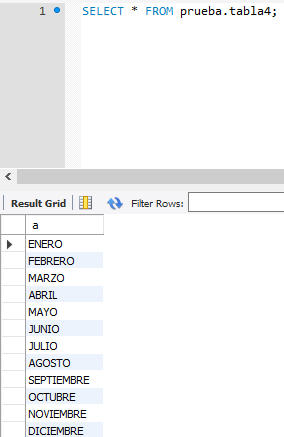 1 SELECT * FROM prueba.tabla4;
Result Grid Filter Rows:
a
ENERO
FEBRERO
MARZO
ABRIL
MAYO
JUNIO
JULIO
AGOSTO
SEPTIEMBRE
OCTUBRE
NOVIEMBRE
DICIEMBRE